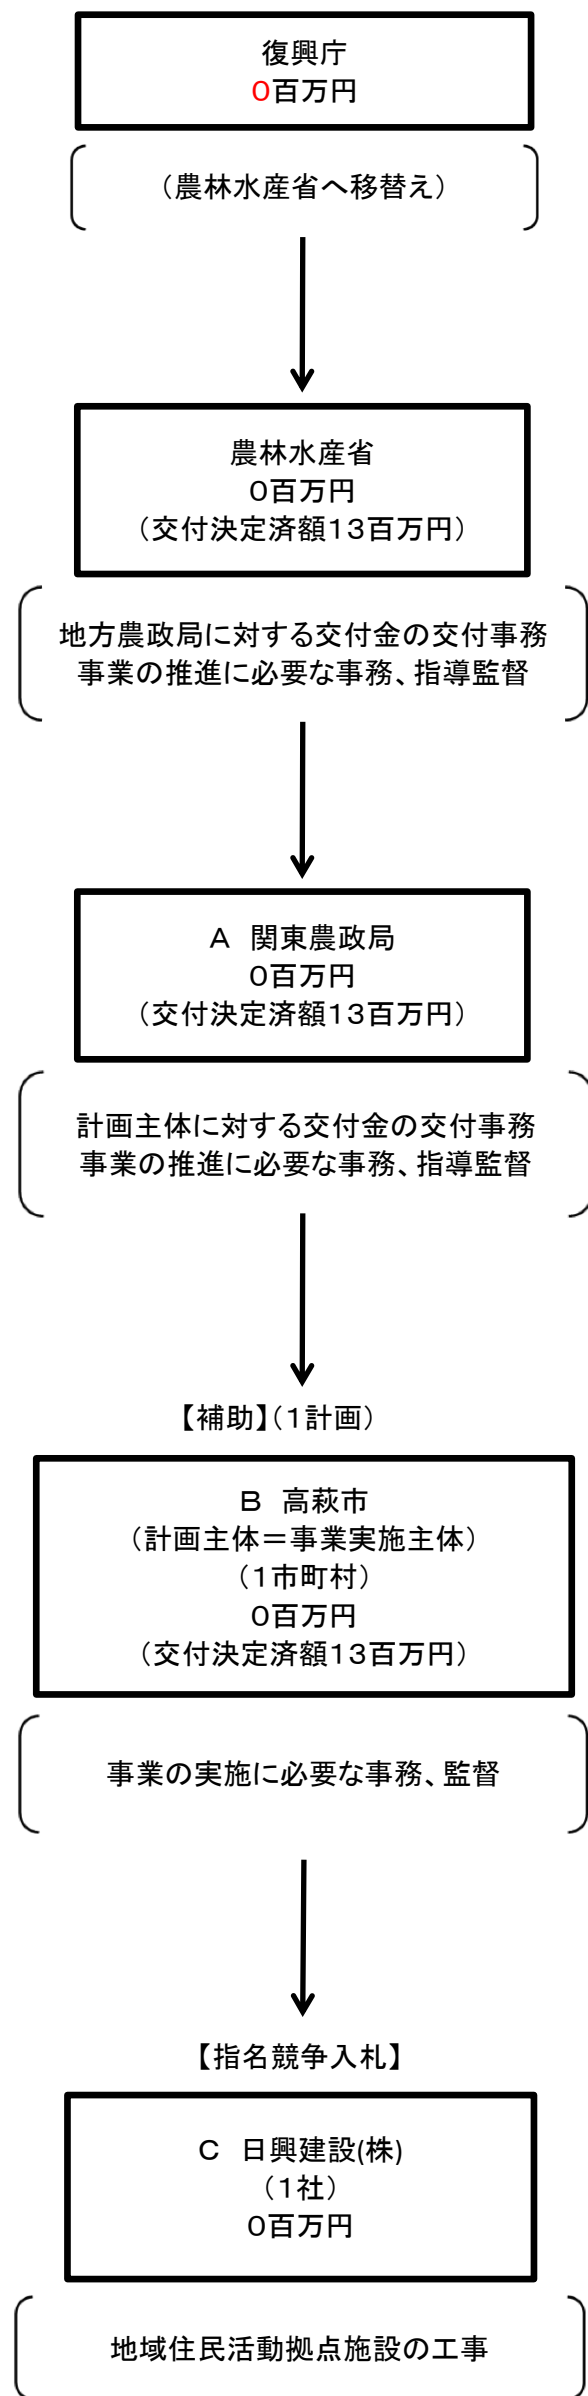 復興庁
０百万円
（農林水産省へ移替え）
農林水産省
０百万円
（交付決定済額１３百万円）
地方農政局に対する交付金の交付事務
事業の推進に必要な事務、指導監督
Ａ　関東農政局
０百万円
（交付決定済額１３百万円）
計画主体に対する交付金の交付事務
事業の推進に必要な事務、指導監督
【補助】（１計画）
Ｂ　高萩市
（計画主体＝事業実施主体）
（１市町村）
０百万円
（交付決定済額１３百万円）
事業の実施に必要な事務、監督
【指名競争入札】
Ｃ　日興建設(株)
（１社）
０百万円
地域住民活動拠点施設の工事